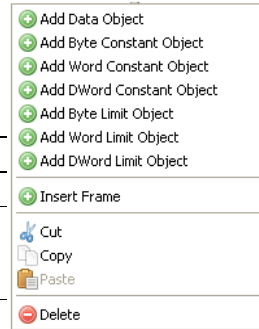 Add Data Object
Add Byte Constant Object
Add Word Constant Object
Add DWord Constant Object
Add Byte Limit Object
Add Word Limit Object
Add DWord Limit Object
Insert Frame
Cut
Copy
Paste
Delete